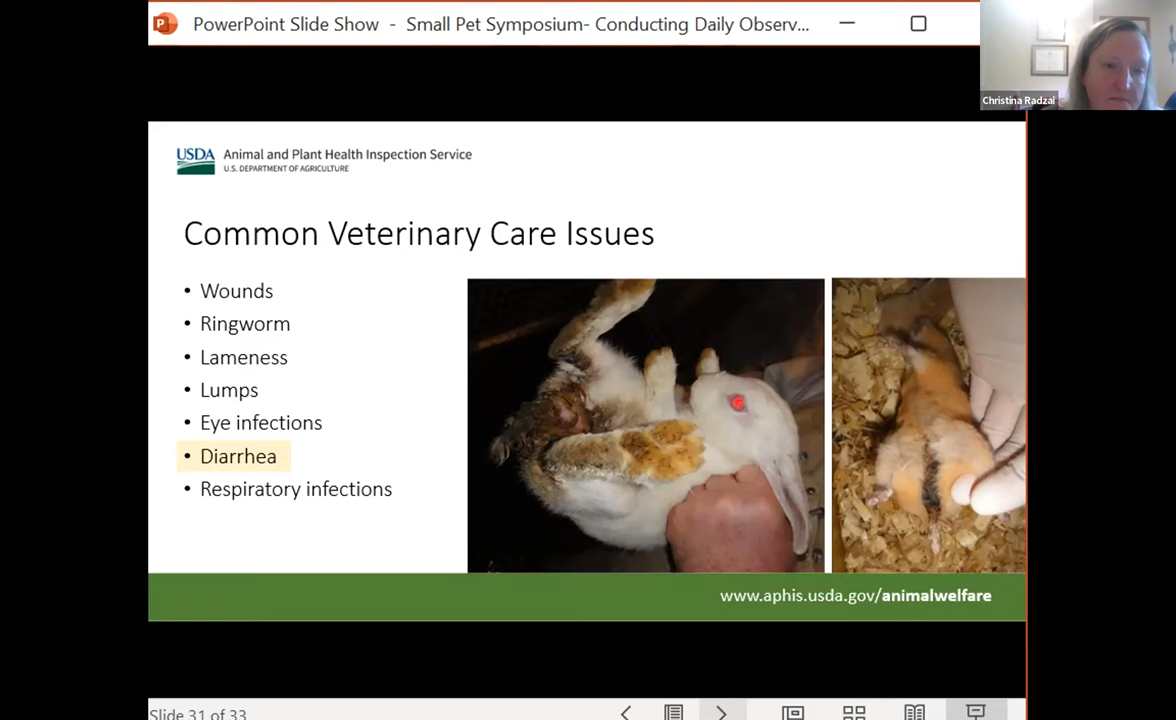 PowerPoint Slide Show - Small Pet Symposium- Conducting Daily Observ...
Christina Radzai
USDA
Animal and Plant Health Inspection Service
U.S. DEPARTMENT OF AGRICULTURE
Common Veterinary Care Issues
• Wounds
• Ringworm
• Lameness
• Lumps
• Eye infections
• Diarrhea
• Respiratory infections
www.aphis.usda.gov/animalwelfare
Slide 31 of 33